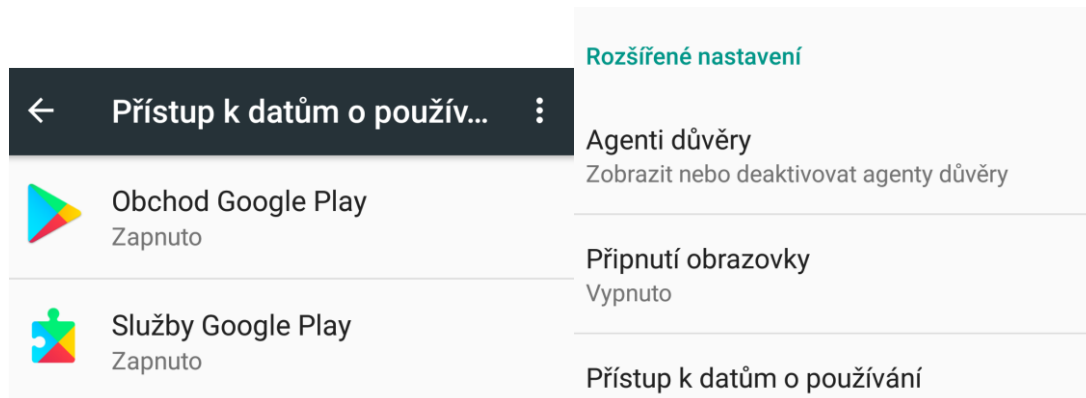 Přístup k datům o použív...
Obchod Google Play
Zapnuto
Služby Google Play
Zapnuto
Rozšířené nastavení
Agenti důvěry
Zobrazit nebo deaktivovat agenty důvěry
Připnutí obrazovky
Vypnuto
Přístup k datům o používání